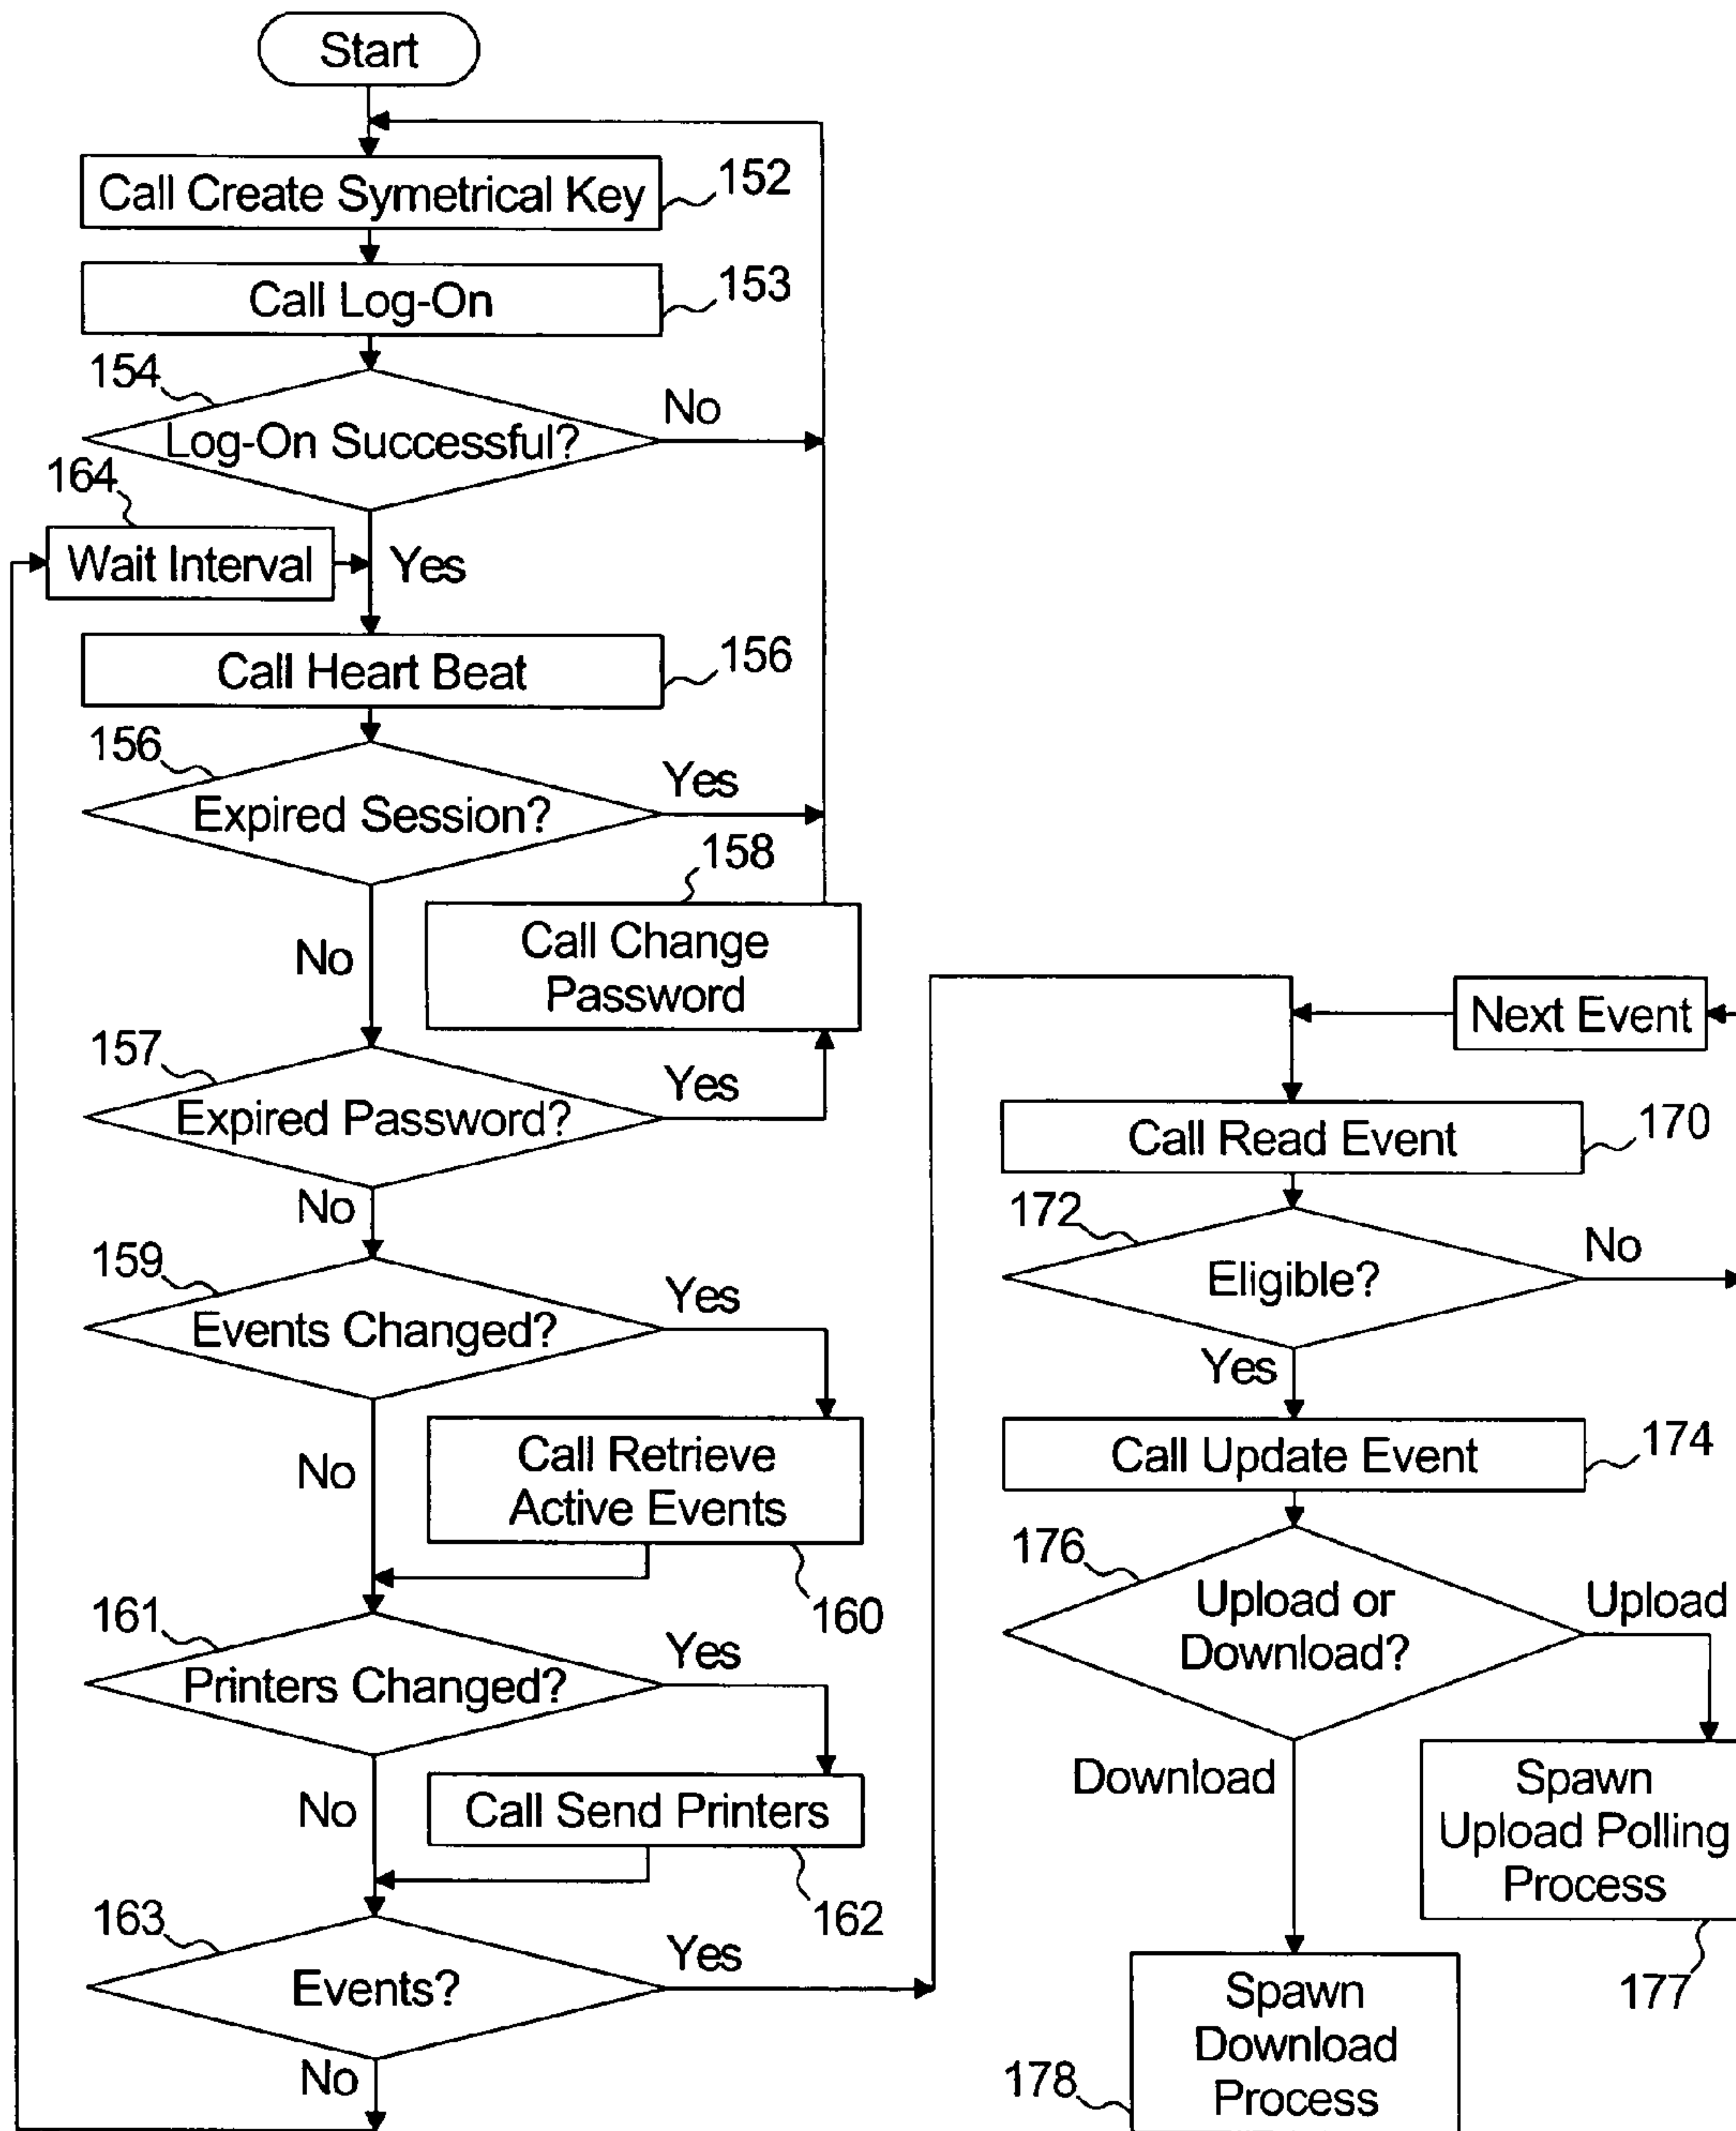 Start
Call Create Symetrical Key
152
Call Log-On
153
154
Log-On Successful?
No
164
Wait Interval
Yes
Call Heart Beat
156
156
Expired Session?
Yes
158
Call Change
Password
No
157
Expired Password?
Yes
No
159
Events Changed?
Yes
Call Retrieve
Active Events
No
160
161
Printers Changed?
Yes
Call Send Printers
No
162
163
Events?
Yes
No
Next Event
Call Read Event
170
172
Eligible?
No
Yes
Call Update Event
174
176
Upload or
Download?
Upload
Download
Spawn
Upload Polling
Process
177
Spawn
Download
Process
178